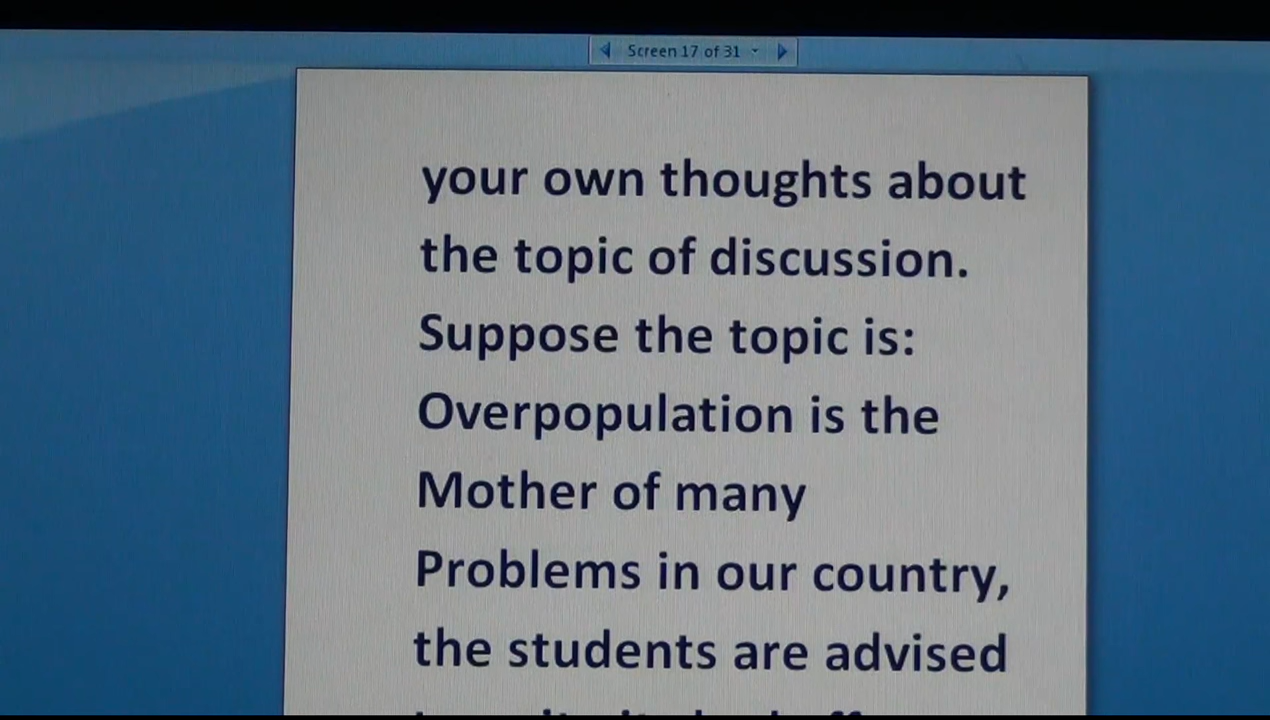 Screen 17 of 31
your own thoughts about
the topic of discussion.
Suppose the topic is:
Overpopulation is the
Mother of many
Problems in our country,
the students are advised